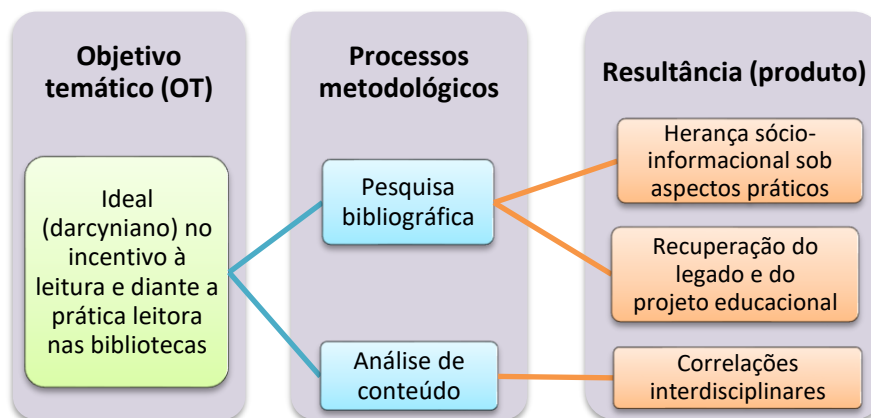 Objetivo
temático (OT)
Ideal
(darcyniano) no
incentivo à
leitura e diante a
prática leitora
nas bibliotecas
Processos
metodológicos
Pesquisa
bibliográfica
Análise de
conteúdo
Resultância (produto)
Herança sócio-
informacional sob
aspectos práticos
Recuperação do
legado e do
projeto educacional
Correlações
interdisciplinares